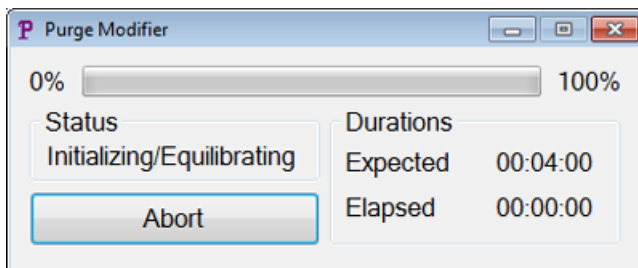 Purge Modifier
0% 100%
Status
Initializing/Equilibrating
Abort
Durations
Expected 00:04:00
Elapsed 00:00:00